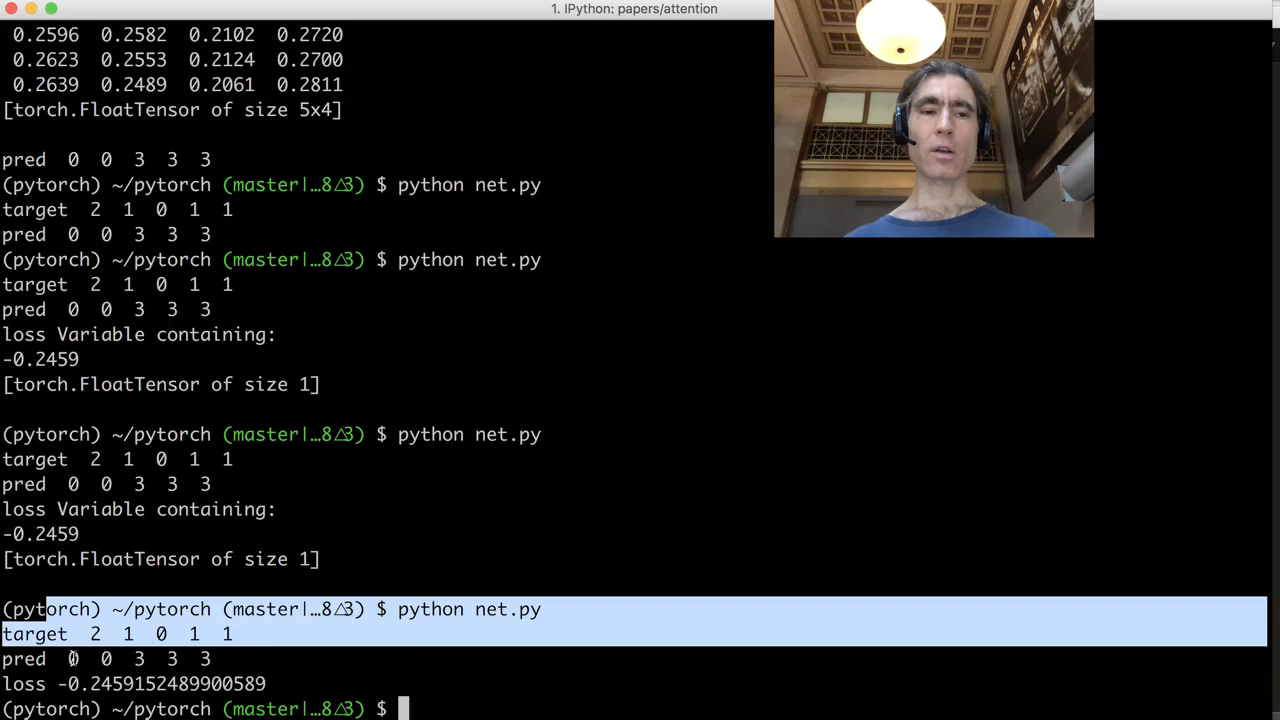 1. IPython: papers/attention
0.2596 0.2582 0.2102 0.2720
0.2623 0.2553 0.2124 0.2700
0.2639 0.2489 0.2061 0.2811
[torch.FloatTensor of size 5x4]
pred 0 0 3 3 3
(pytorch) ~/pytorch (master|…8△3) $ python net.py
target 2 1 0 1 1
pred 0 0 3 3 3
(pytorch) ~/pytorch (master|…8△3) $ python net.py
target 2 1 0 1 1
pred 0 0 3 3 3
loss Variable containing:
-0.2459
[torch.FloatTensor of size 1]
(pytorch) ~/pytorch (master|…8△3) $ python net.py
target 2 1 0 1 1
pred 0 0 3 3 3
loss Variable containing:
-0.2459
[torch.FloatTensor of size 1]
(pytorch) ~/pytorch (master|…8△3) $ python net.py
target 2 1 0 1 1
pred 0 0 3 3 3
loss -0.2459152489900589
(pytorch) ~/pytorch (master|…8△3) $